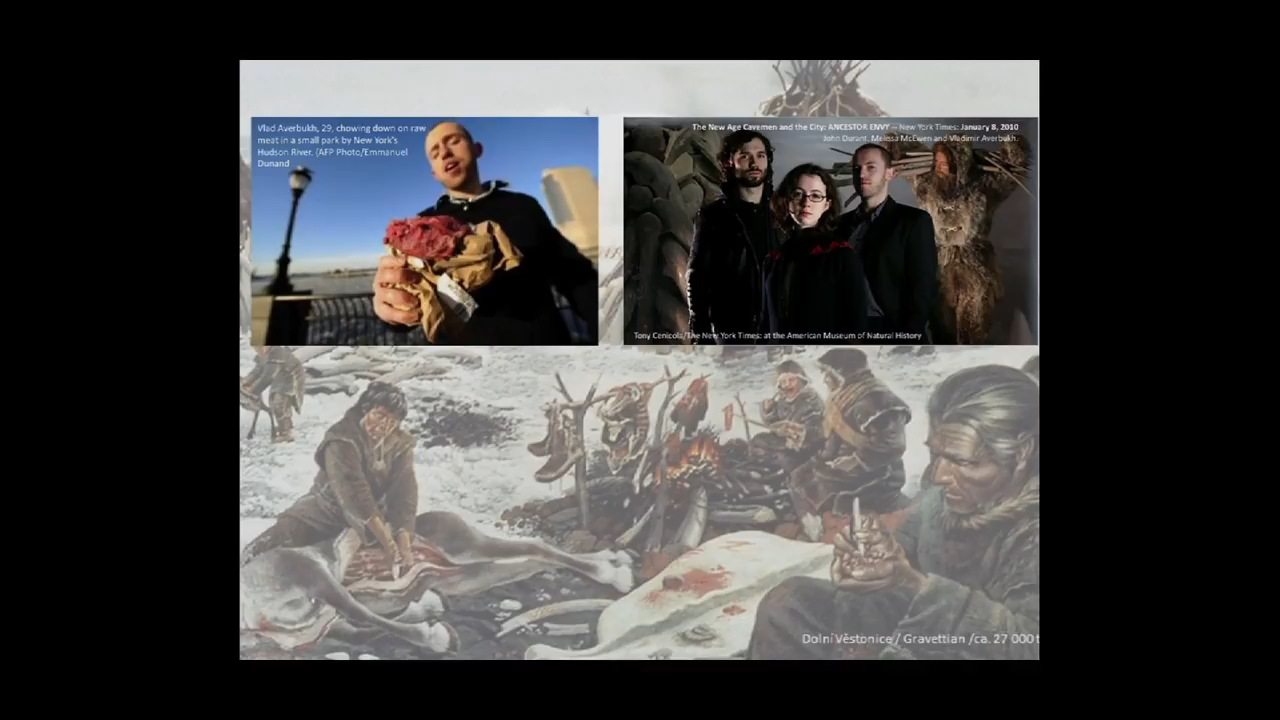 Vlad Averbukh, 29, chowing down on raw
meat in a small park by New York's
Hudson River. (AFP Photo/Emmanuel
Dunand
The New Age Cavemen and the City: ANCESTOR ENVY — New York Times: January 8, 2010
John Durant, Melissa McEwen and Vladimir Averbukh.
Tony Cenicola/The New York Times: at the American Museum of Natural History
Dolní Věstonice / Gravettian /ca. 27 000 t